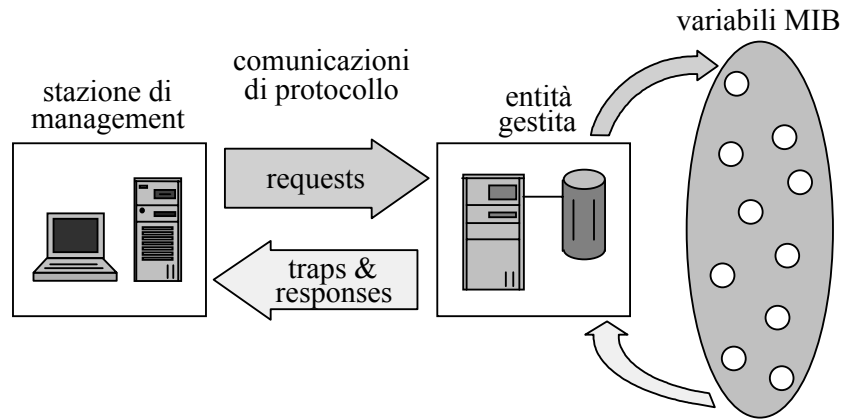 variabili MIB
comunicazioni
di protocollo
stazione di
management
entità
gestita
requests
traps &
responses